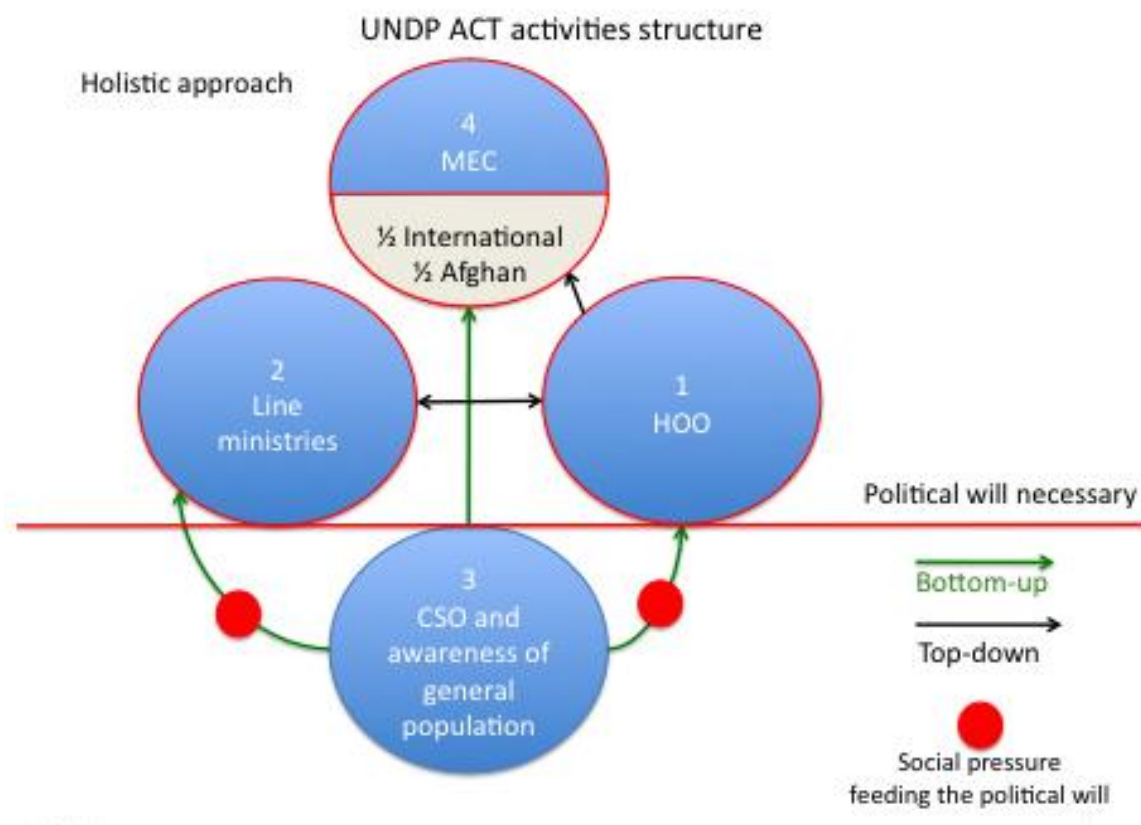 UNDP ACT activities structure
Holistic approach
4
MEC
½ International
½ Afghan
2
Line
ministries
1
HOO
Political will necessary
3
CSO and
awareness of
general
population
Bottom-up
Top-down
Social pressure
feeding the political will